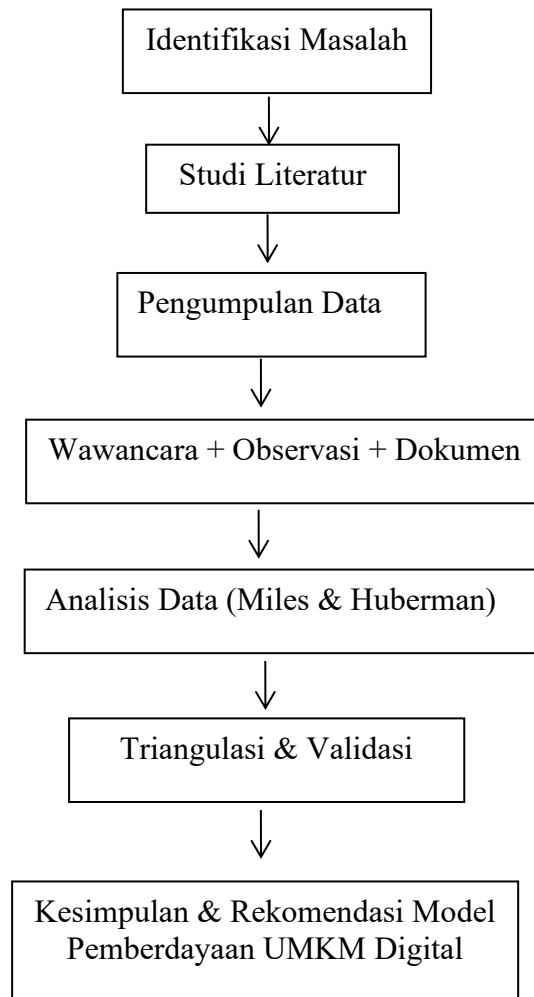 Identifikasi Masalah
Studi Literatur
Pengumpulan Data
Wawancara + Observasi + Dokumen
Analisis Data (Miles & Huberman)
Triangulasi & Validasi
Kesimpulan & Rekomendasi Model
Pemberdayaan UMKM Digital